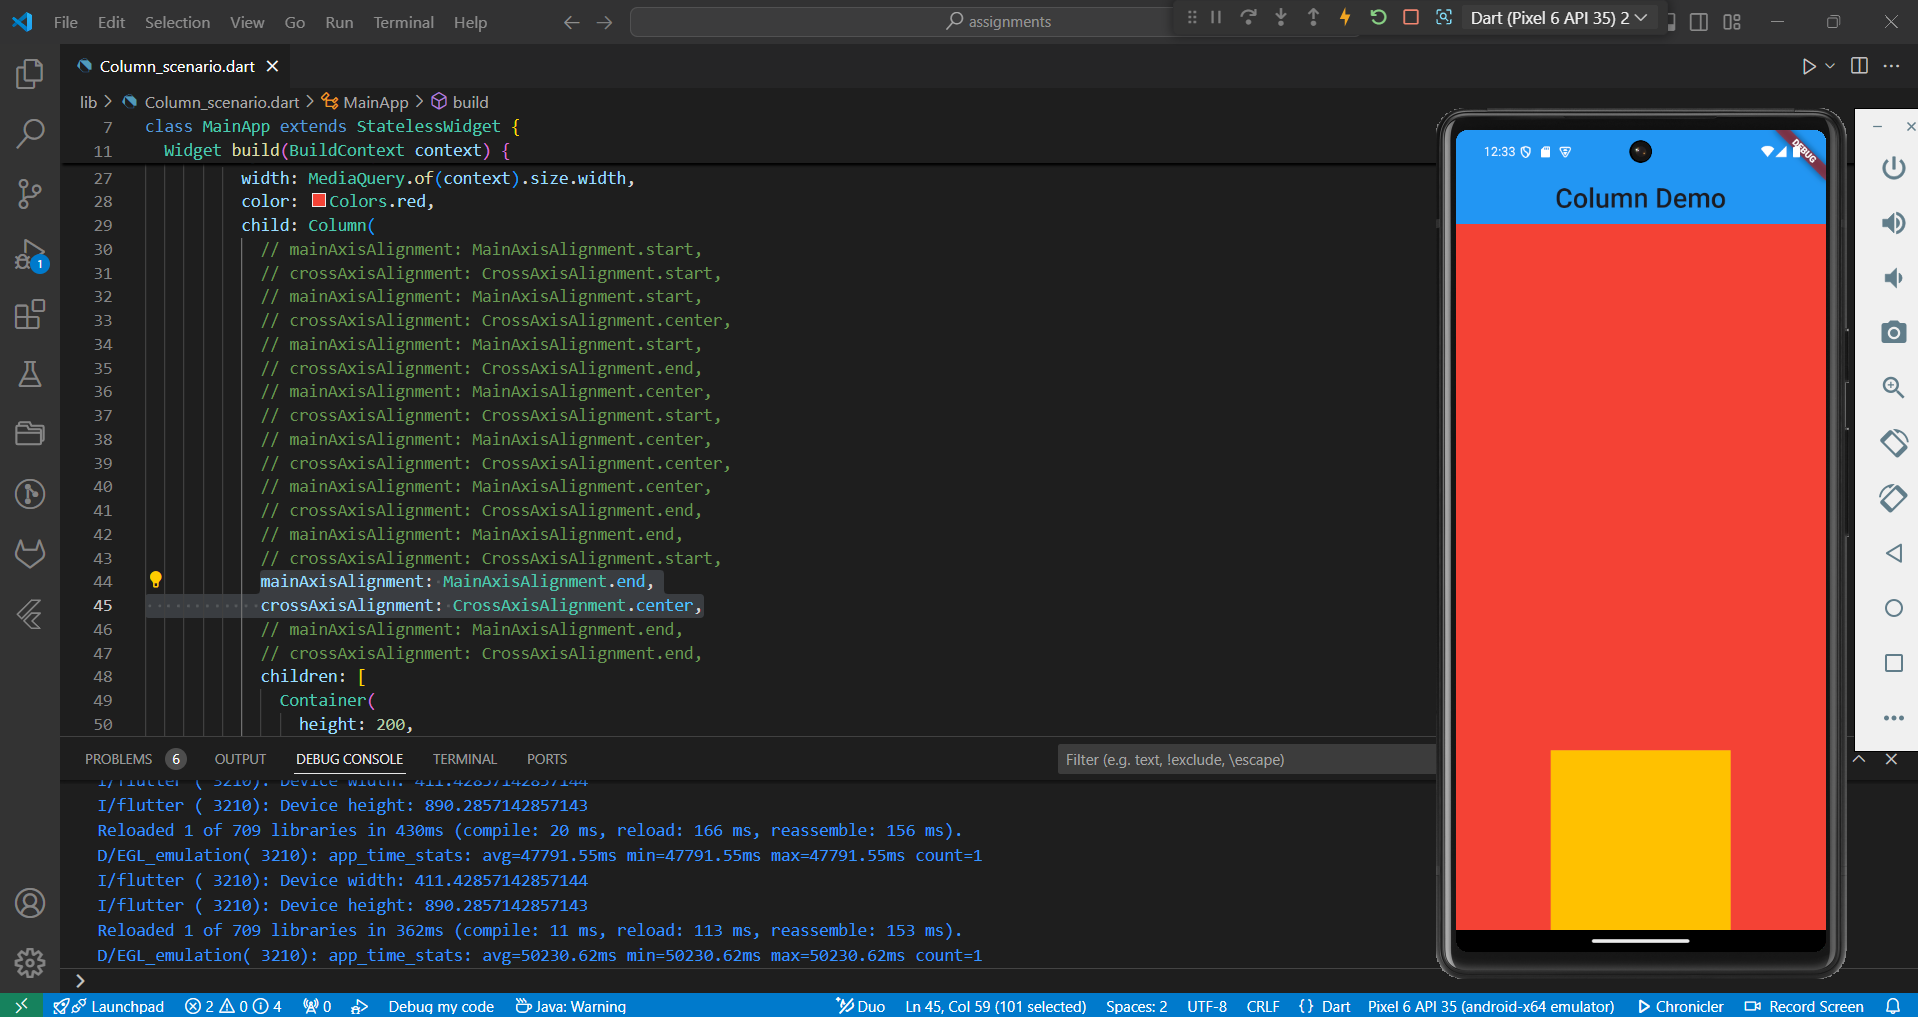 File Edit Selection View Go Run Terminal Help
assignments
Dart (Pixel 6 API 35) 2
Column_scenario.dart
lib > Column_scenario.dart > MainApp > build
7 class MainApp extends StatelessWidget {
11 Widget build(BuildContext context) {
27 width: MediaQuery.of(context).size.width,
28 color: Colors.red,
29 child: Column(
30 // mainAxisAlignment: MainAxisAlignment.start,
31 // crossAxisAlignment: CrossAxisAlignment.start,
32 // mainAxisAlignment: MainAxisAlignment.start,
33 // crossAxisAlignment: CrossAxisAlignment.center,
34 // mainAxisAlignment: MainAxisAlignment.start,
35 // crossAxisAlignment: CrossAxisAlignment.end,
36 // mainAxisAlignment: MainAxisAlignment.center,
37 // crossAxisAlignment: CrossAxisAlignment.start,
38 // mainAxisAlignment: MainAxisAlignment.center,
39 // crossAxisAlignment: CrossAxisAlignment.center,
40 // mainAxisAlignment: MainAxisAlignment.center,
41 // crossAxisAlignment: CrossAxisAlignment.end,
42 // mainAxisAlignment: MainAxisAlignment.end,
43 // crossAxisAlignment: CrossAxisAlignment.start,
44 mainAxisAlignment: MainAxisAlignment.end,
45 crossAxisAlignment: CrossAxisAlignment.center,
46 // mainAxisAlignment: MainAxisAlignment.end,
47 // crossAxisAlignment: CrossAxisAlignment.end,
48 children: [
49 Container(
50 height: 200,
1
12:33
DEBUG
Column Demo
PROBLEMS 6 OUTPUT DEBUG CONSOLE TERMINAL PORTS
Filter (e.g. text, !exclude, \escape)
I/flutter ( 3210): Device width: 411.42857142857144
I/flutter ( 3210): Device height: 890.2857142857143
Reloaded 1 of 709 libraries in 430ms (compile: 20 ms, reload: 166 ms, reassemble: 156 ms).
D/EGL_emulation( 3210): app_time_stats: avg=47791.55ms min=47791.55ms max=47791.55ms count=1
I/flutter ( 3210): Device width: 411.42857142857144
I/flutter ( 3210): Device height: 890.2857142857143
Reloaded 1 of 709 libraries in 362ms (compile: 11 ms, reload: 113 ms, reassemble: 153 ms).
D/EGL_emulation( 3210): app_time_stats: avg=50230.62ms min=50230.62ms max=50230.62ms count=1
>
Launchpad 2 0 4 0 Debug my code Java: Warning Duo Ln 45, Col 59 (101 selected) Spaces: 2 UTF-8 CRLF {} Dart Pixel 6 API 35 (android-x64 emulator) Chronicler Record Screen